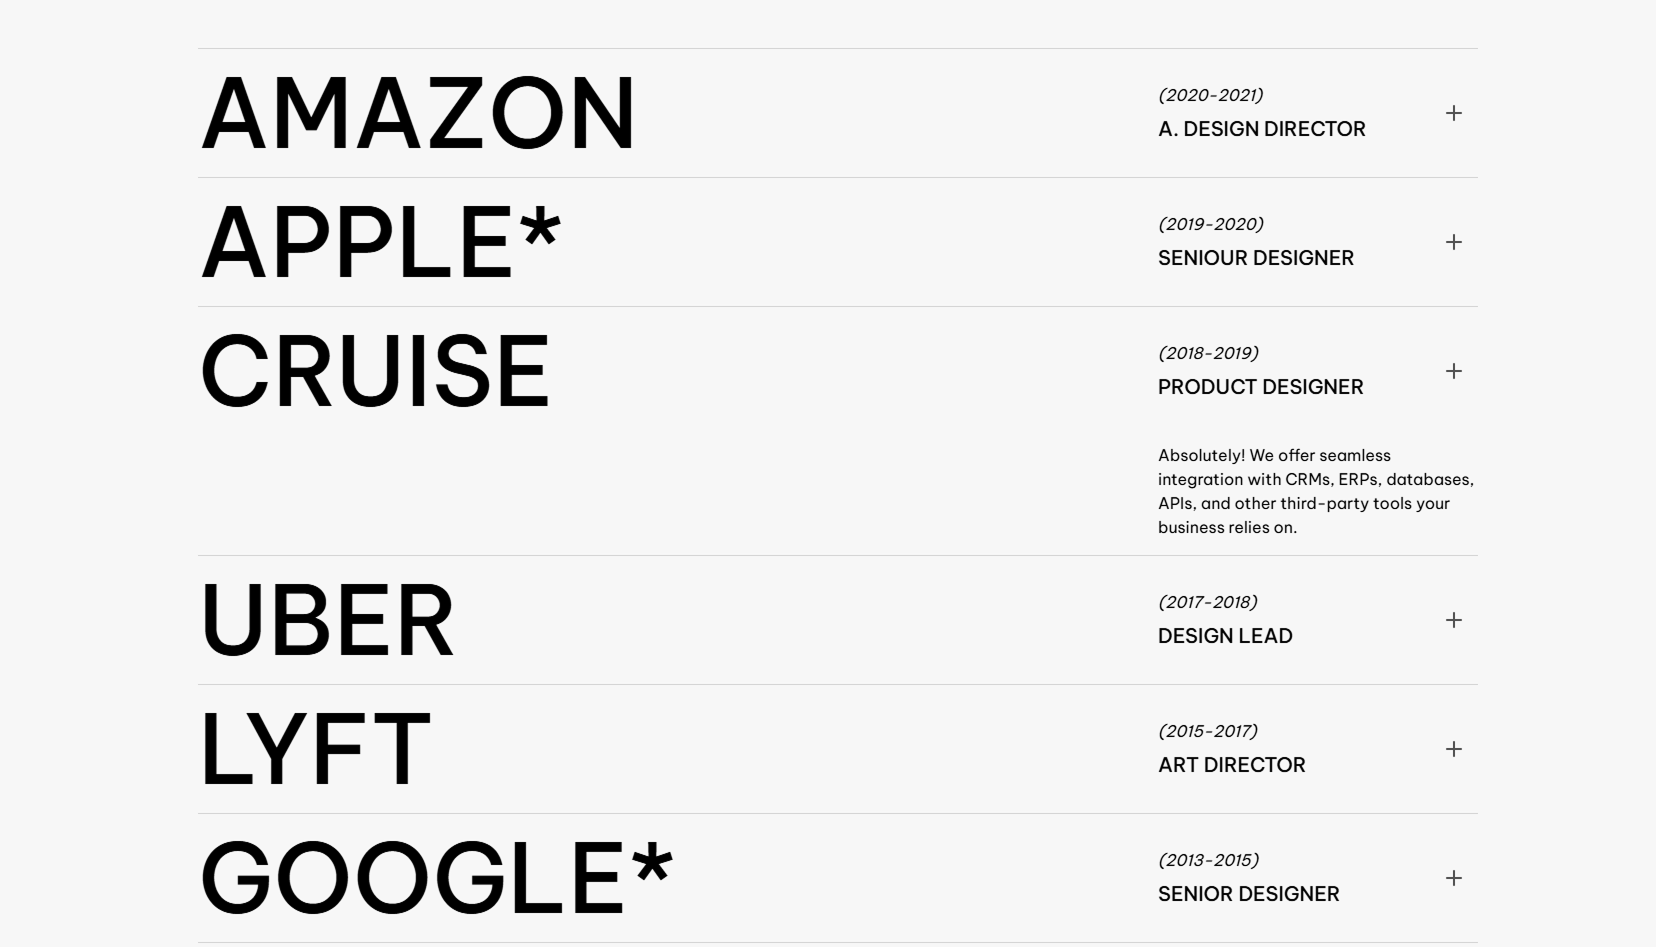 AMAZON
(2020-2021)
A. DESIGN DIRECTOR
+
APPLE*
(2019-2020)
SENIOUR DESIGNER
+
CRUISE
(2018-2019)
PRODUCT DESIGNER
+
Absolutely! We offer seamless
integration with CRMs, ERPs, databases,
APIs, and other third-party tools your
business relies on.
UBER
(2017-2018)
DESIGN LEAD
+
LYFT
(2015-2017)
ART DIRECTOR
+
GOOGLE*
(2013-2015)
SENIOR DESIGNER
+